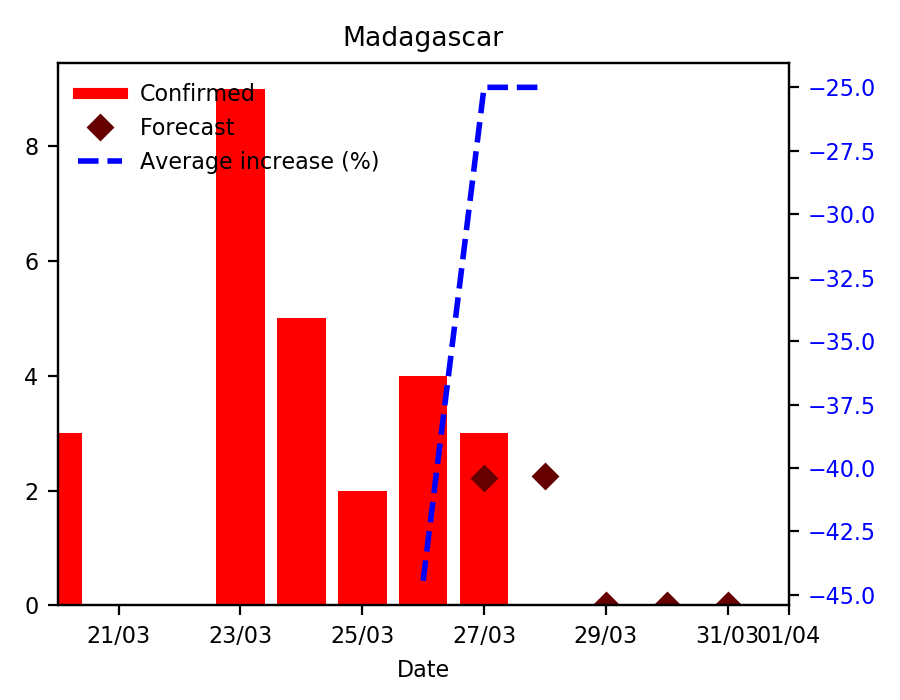 Madagascar
Confirmed
Forecast
Average increase (%)
8
6
4
2
0
−25.0
−27.5
−30.0
−32.5
−35.0
−37.5
−40.0
−42.5
−45.0
21/03 23/03 25/03 27/03 29/03 31/03 01/04
Date